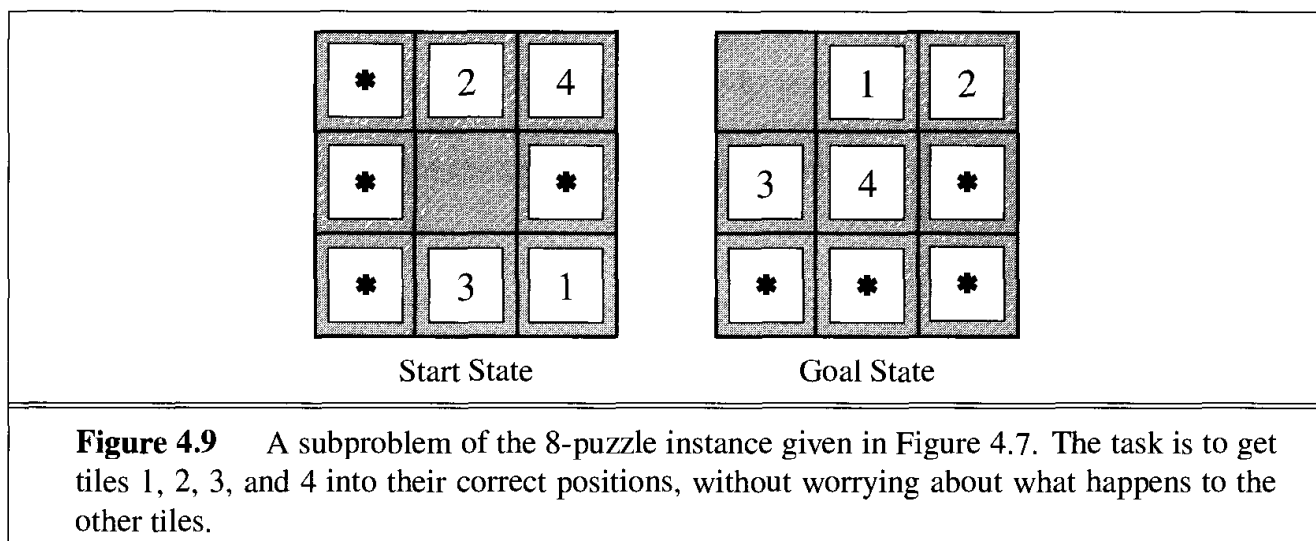 * 2 4
* *
* 3 1
Start State
1 2
3 4 *
* * *
Goal State
Figure 4.9 A subproblem of the 8-puzzle instance given in Figure 4.7. The task is to get
tiles 1, 2, 3, and 4 into their correct positions, without worrying about what happens to the
other tiles.